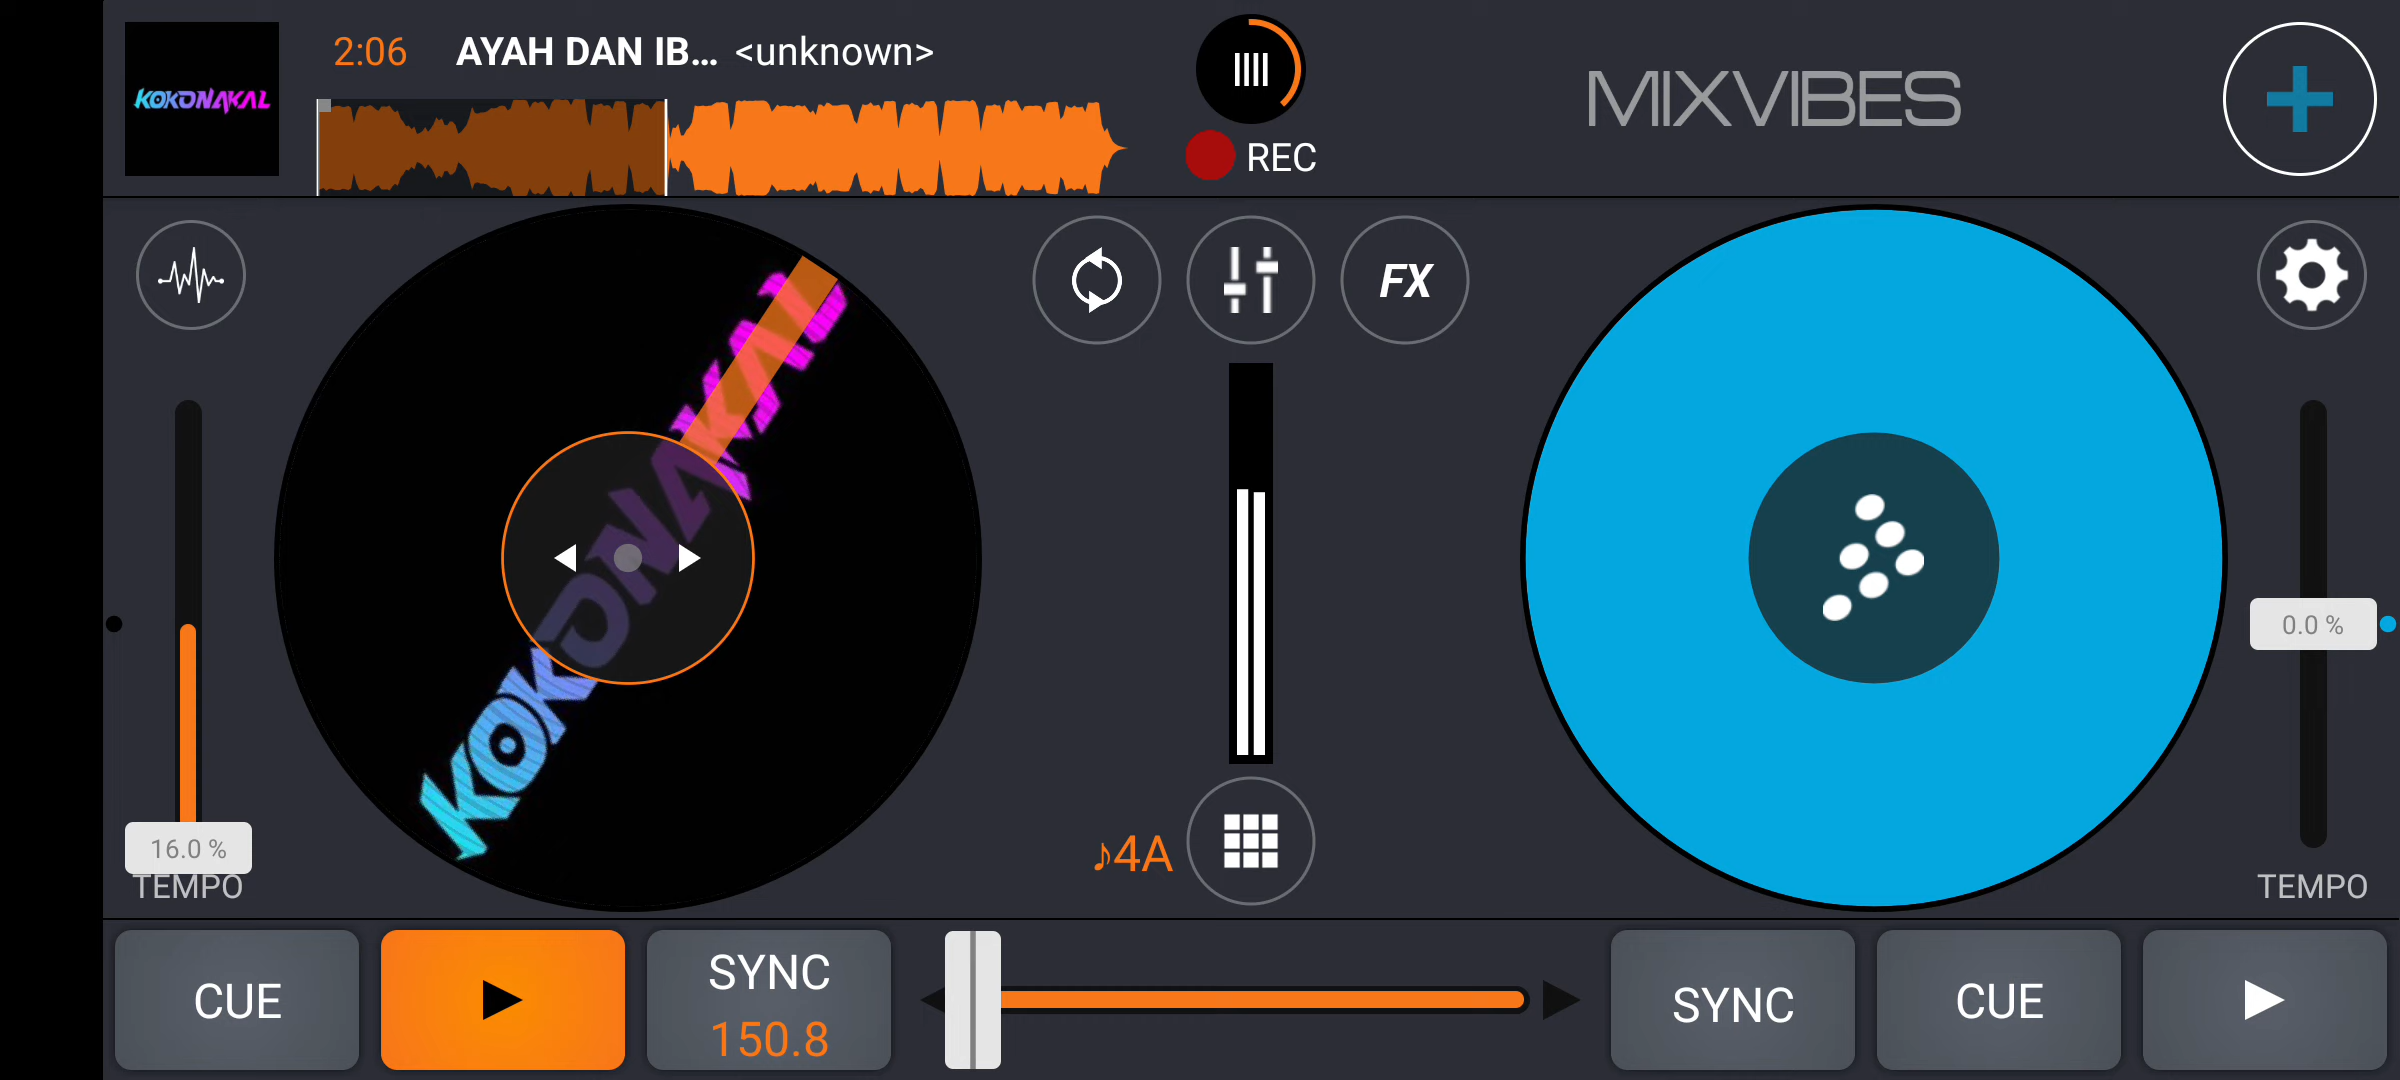 KOKONAKAL
2:06 AYAH DAN IB... <unknown>
REC
MIXVIBES
FX
KOKONAKAL
16.0 %
TEMPO
♪4A
0.0 %
TEMPO
CUE
SYNC
150.8
SYNC
CUE